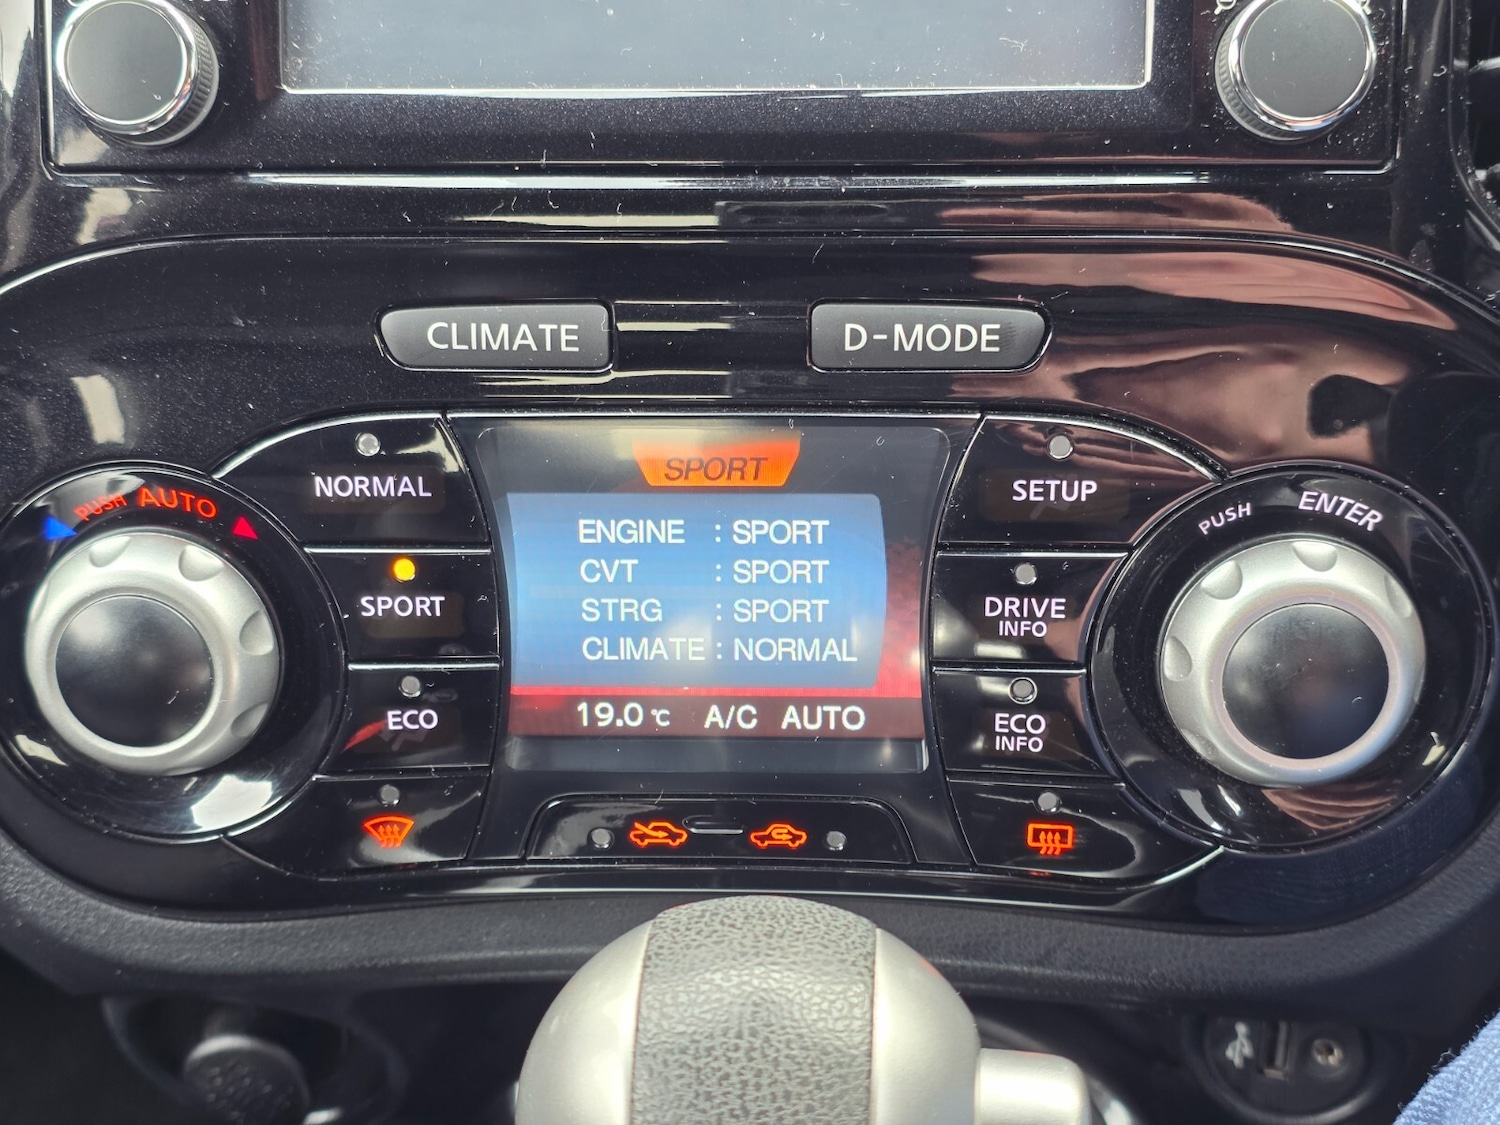 CLIMATE
D-MODE
NORMAL
SPORT
ECO
PUSH AUTO
SPORT
ENGINE : SPORT
CVT : SPORT
STRG : SPORT
CLIMATE : NORMAL
19.0 ℃ A/C AUTO
SETUP
DRIVE
INFO
ECO
INFO
PUSH ENTER